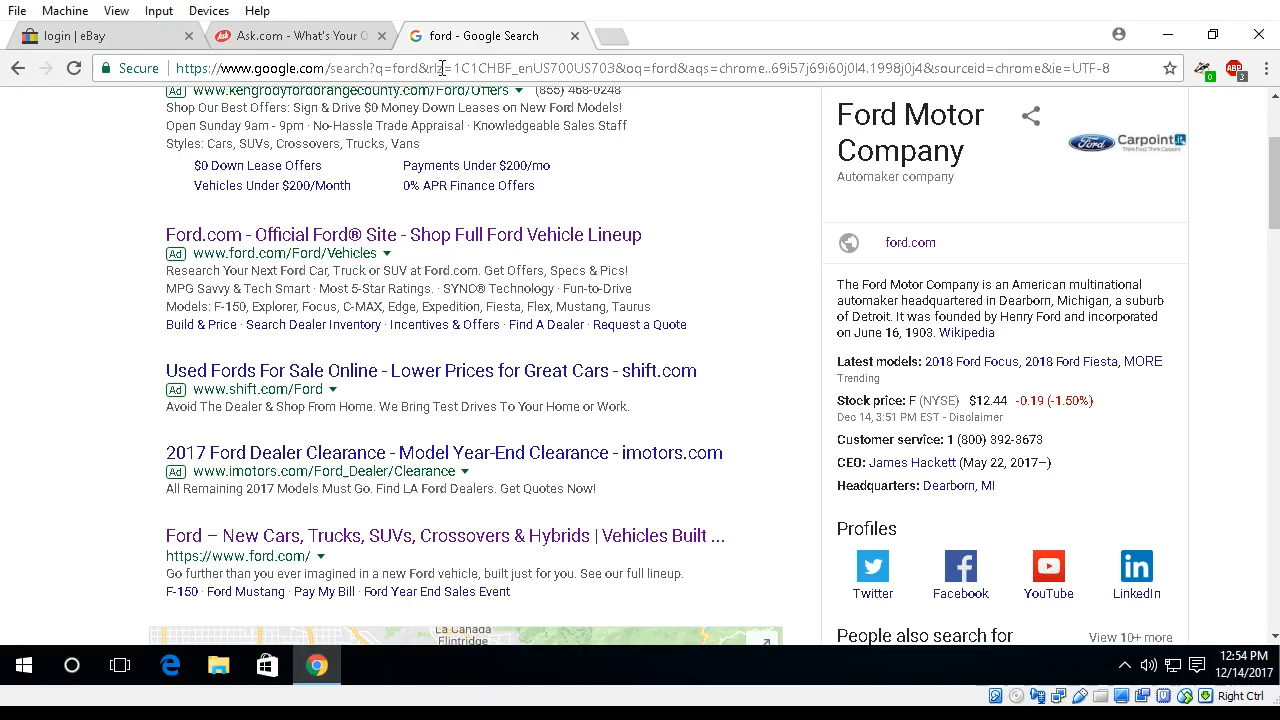 File Machine View Input Devices Help
login | eBay
Ask.com - What's Your Q
ford - Google Search
Secure https://www.google.com/search?q=ford&rlz=1C1CHBF_enUS700US703&oq=ford&aqs=chrome..69i57j69i60j0l4.1998j0j4&sourceid=chrome&ie=UTF-8
0
ABP
3
Ad www.kengrodyfordorangecounty.com/Ford/Offers (855) 468-0248
Shop Our Best Offers: Sign & Drive $0 Money Down Leases on New Ford Models!
Open Sunday 9am - 9pm · No-Hassle Trade Appraisal · Knowledgeable Sales Staff
Styles: Cars, SUVs, Crossovers, Trucks, Vans
$0 Down Lease Offers Payments Under $200/mo
Vehicles Under $200/Month 0% APR Finance Offers
Ford.com - Official Ford® Site - Shop Full Ford Vehicle Lineup
Ad www.ford.com/Ford/Vehicles
Research Your Next Ford Car, Truck or SUV at Ford.com. Get Offers, Specs & Pics!
MPG Savvy & Tech Smart · Most 5-Star Ratings. · SYNC® Technology · Fun-to-Drive
Models: F-150, Explorer, Focus, C-MAX, Edge, Expedition, Fiesta, Flex, Mustang, Taurus
Build & Price · Search Dealer Inventory · Incentives & Offers · Find A Dealer · Request a Quote
Used Fords For Sale Online - Lower Prices for Great Cars - shift.com
Ad www.shift.com/Ford
Avoid The Dealer & Shop From Home. We Bring Test Drives To Your Home or Work.
2017 Ford Dealer Clearance - Model Year-End Clearance - imotors.com
Ad www.imotors.com/Ford_Dealer/Clearance
All Remaining 2017 Models Must Go. Find LA Ford Dealers. Get Quotes Now!
Ford – New Cars, Trucks, SUVs, Crossovers & Hybrids | Vehicles Built ...
https://www.ford.com/
Go further than you ever imagined in a new Ford vehicle, built just for you. See our full lineup.
F-150 · Ford Mustang · Pay My Bill · Ford Year End Sales Event
La Canada
Flintridge
Ford Motor
Company
Automaker company
Ford Carpoint.it
Think Ford. Think Carpoint
ford.com
The Ford Motor Company is an American multinational
automaker headquartered in Dearborn, Michigan, a suburb
of Detroit. It was founded by Henry Ford and incorporated
on June 16, 1903. Wikipedia
Latest models: 2018 Ford Focus, 2018 Ford Fiesta, MORE
Trending
Stock price: F (NYSE) $12.44 -0.19 (-1.50%)
Dec 14, 3:51 PM EST - Disclaimer
Customer service: 1 (800) 392-3673
CEO: James Hackett (May 22, 2017–)
Headquarters: Dearborn, MI
Profiles
Twitter Facebook YouTube LinkedIn
People also search for View 10+ more
12:54 PM
12/14/2017
Right Ctrl